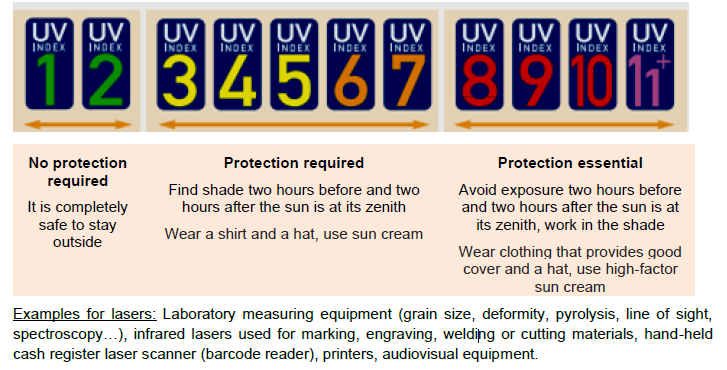 UV UV UV UV UV UV UV UV UV UV UV
INDEX INDEX INDEX INDEX INDEX INDEX INDEX INDEX INDEX INDEX INDEX
1 2 3 4 5 6 7 8 9 10 11+
No protection
required
It is completely
safe to stay
outside
Protection required
Find shade two hours before and two
hours after the sun is at its zenith
Wear a shirt and a hat, use sun cream
Protection essential
Avoid exposure two hours before
and two hours after the sun is at
its zenith, work in the shade
Wear clothing that provides good
cover and a hat, use high-factor
sun cream
Examples for lasers: Laboratory measuring equipment (grain size, deformity, pyrolysis, line of sight,
spectroscopy…), infrared lasers used for marking, engraving, welding or cutting materials, hand-held
cash register laser scanner (barcode reader), printers, audiovisual equipment.